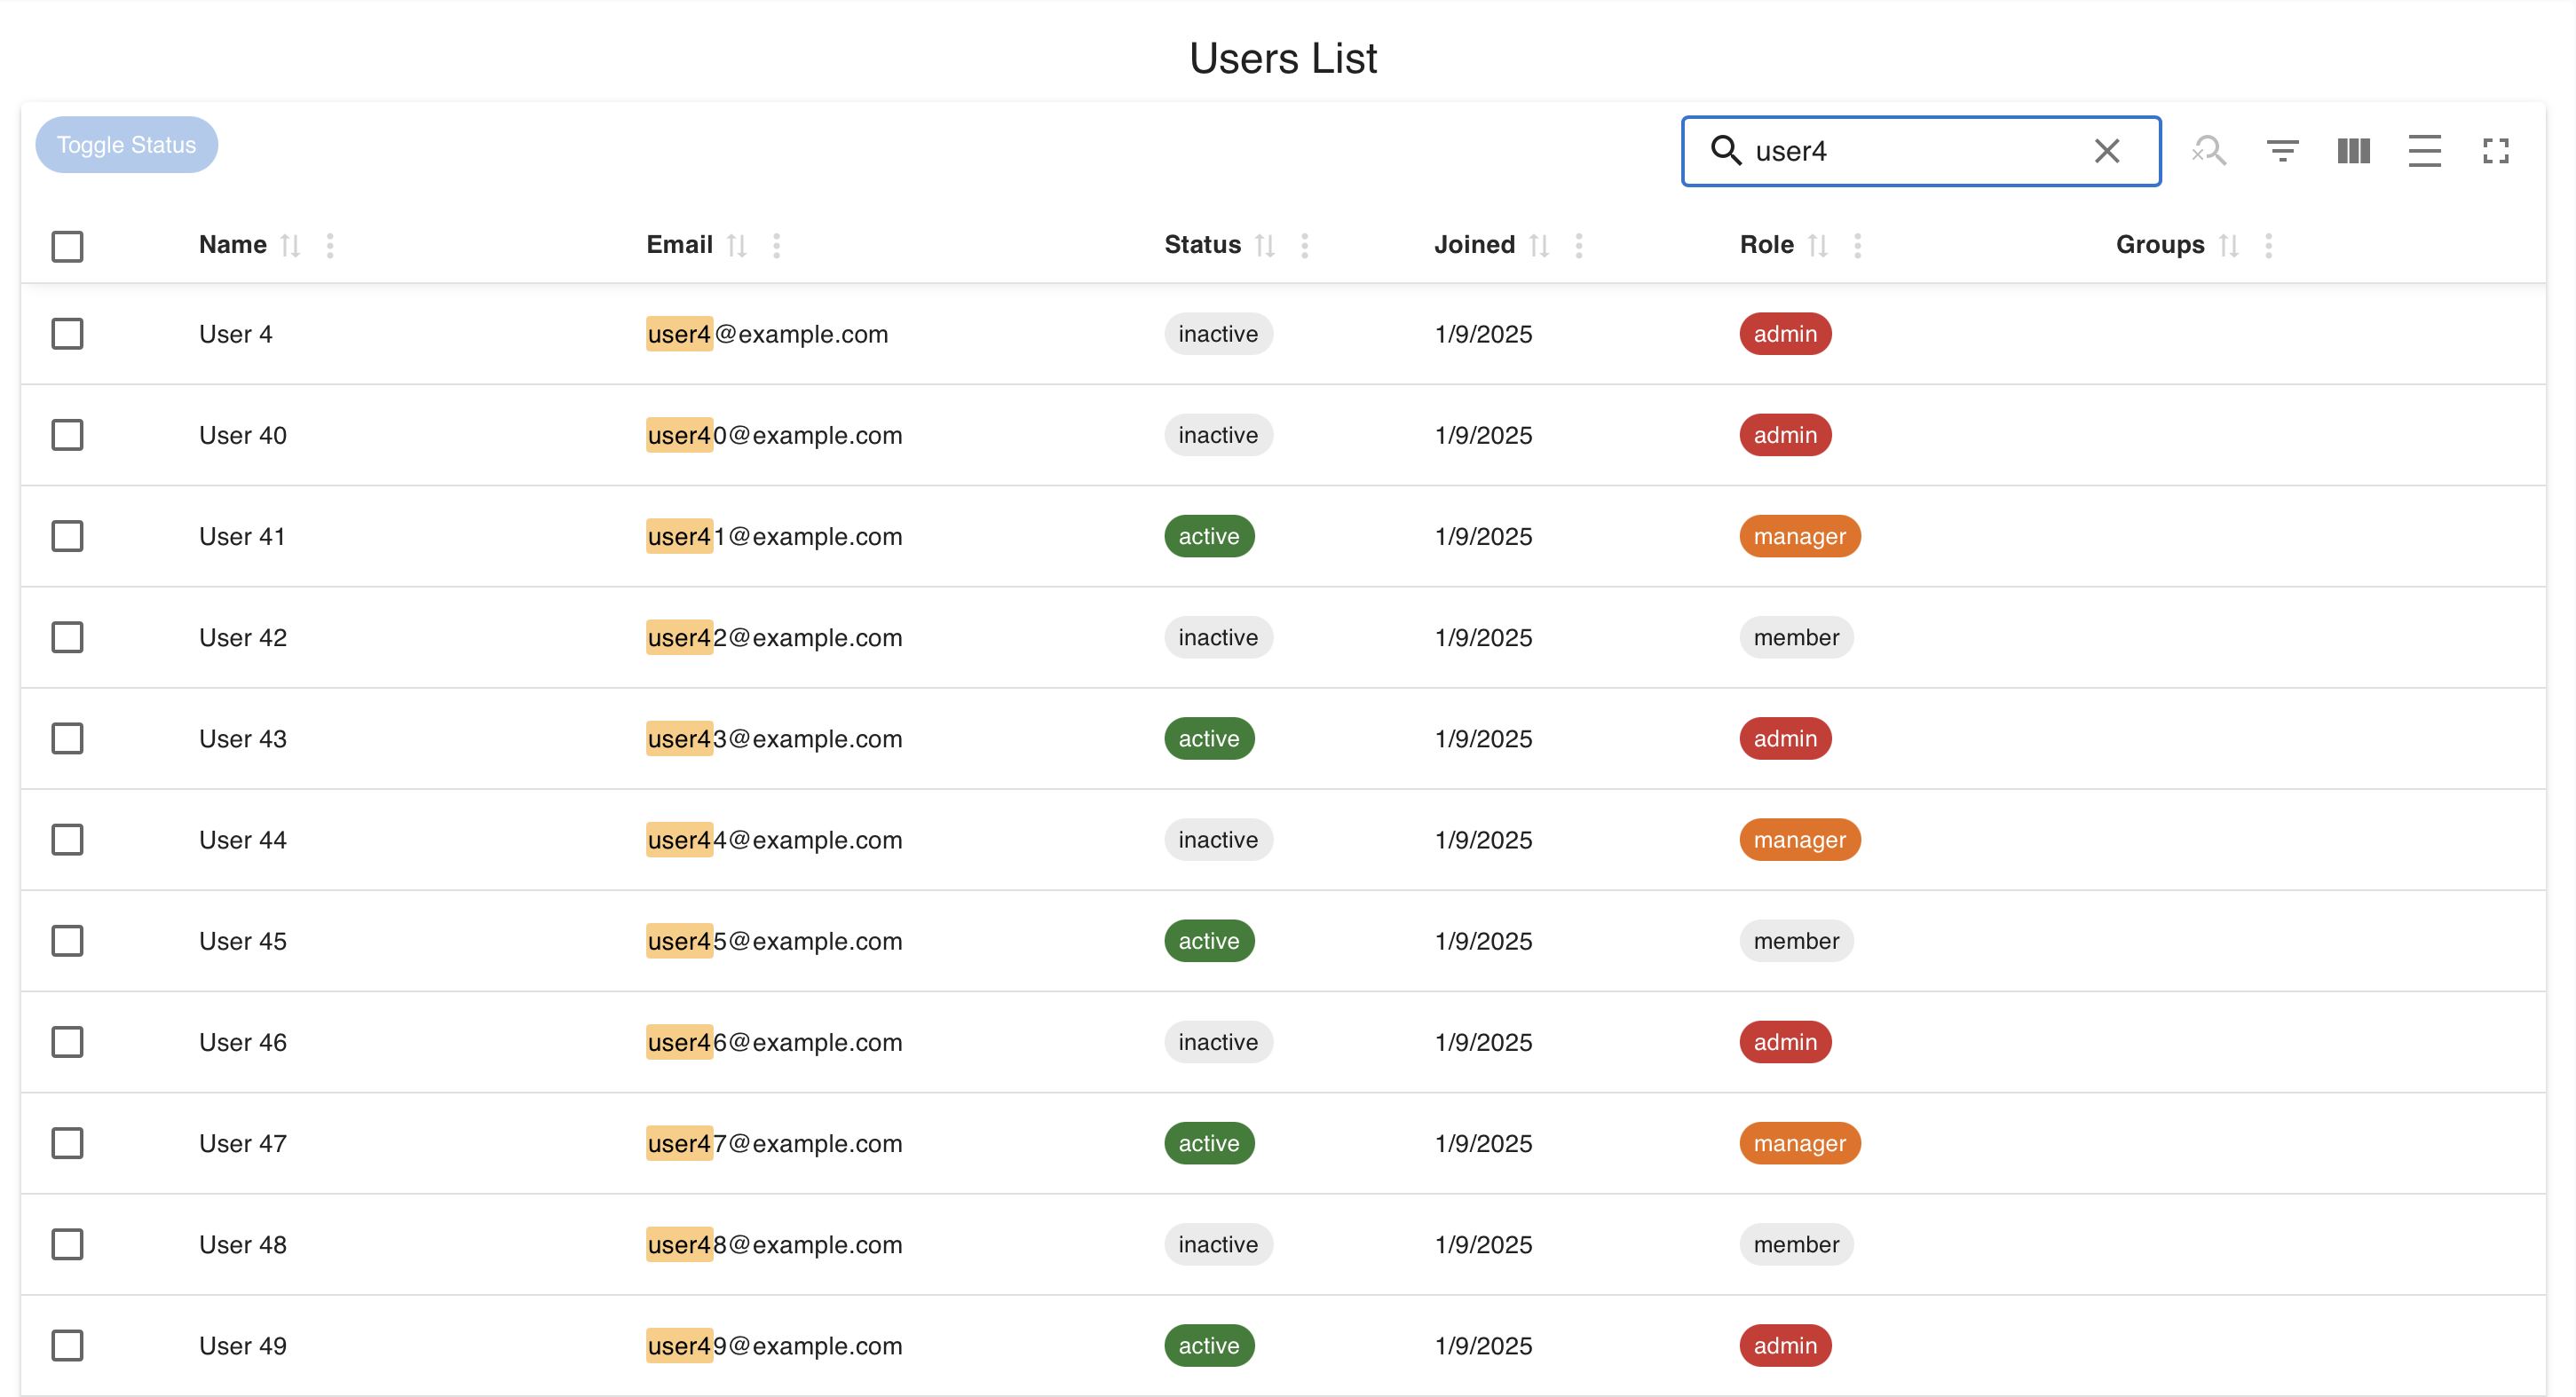 Users List
Toggle Status
user4
Name Email Status Joined Role Groups
User 4 user4@example.com inactive 1/9/2025 admin
User 40 user40@example.com inactive 1/9/2025 admin
User 41 user41@example.com active 1/9/2025 manager
User 42 user42@example.com inactive 1/9/2025 member
User 43 user43@example.com active 1/9/2025 admin
User 44 user44@example.com inactive 1/9/2025 manager
User 45 user45@example.com active 1/9/2025 member
User 46 user46@example.com inactive 1/9/2025 admin
User 47 user47@example.com active 1/9/2025 manager
User 48 user48@example.com inactive 1/9/2025 member
User 49 user49@example.com active 1/9/2025 admin